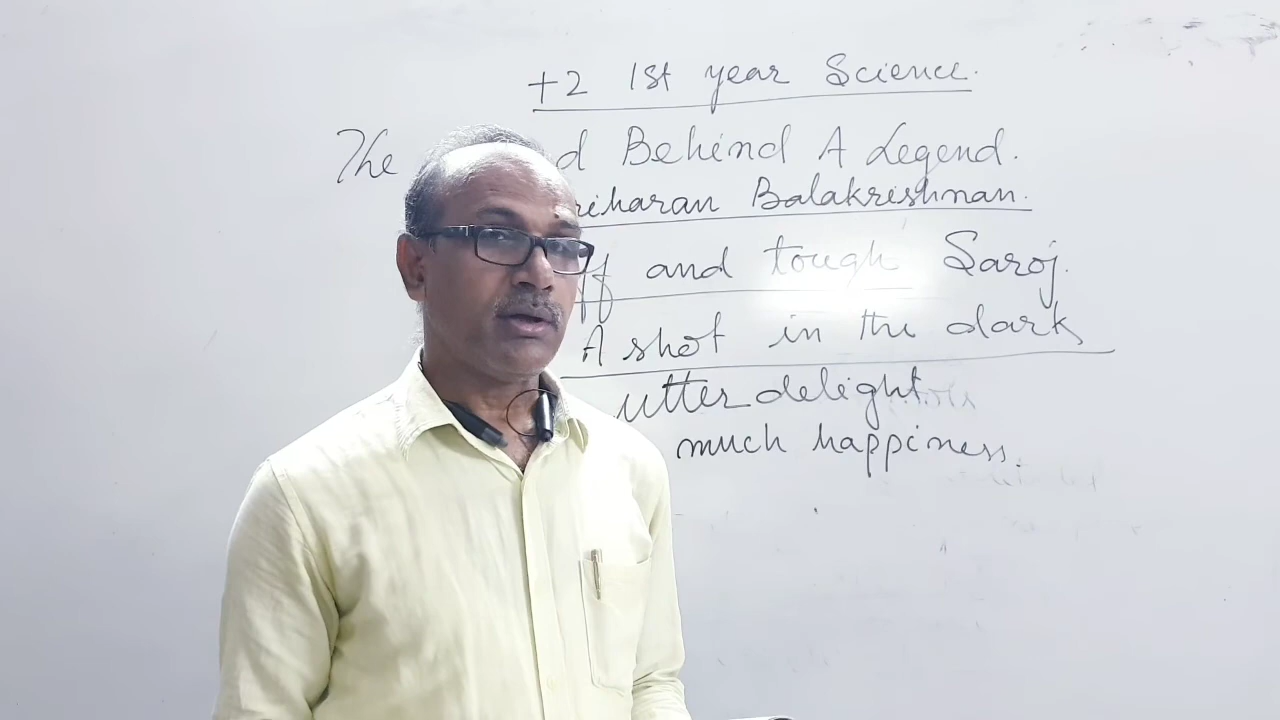 +2 1st year Science.
The d Behind A Legend.
riharan Balakrishnan.
ff and tough Saroj.
A shot in the dark
utter delight
much happiness.